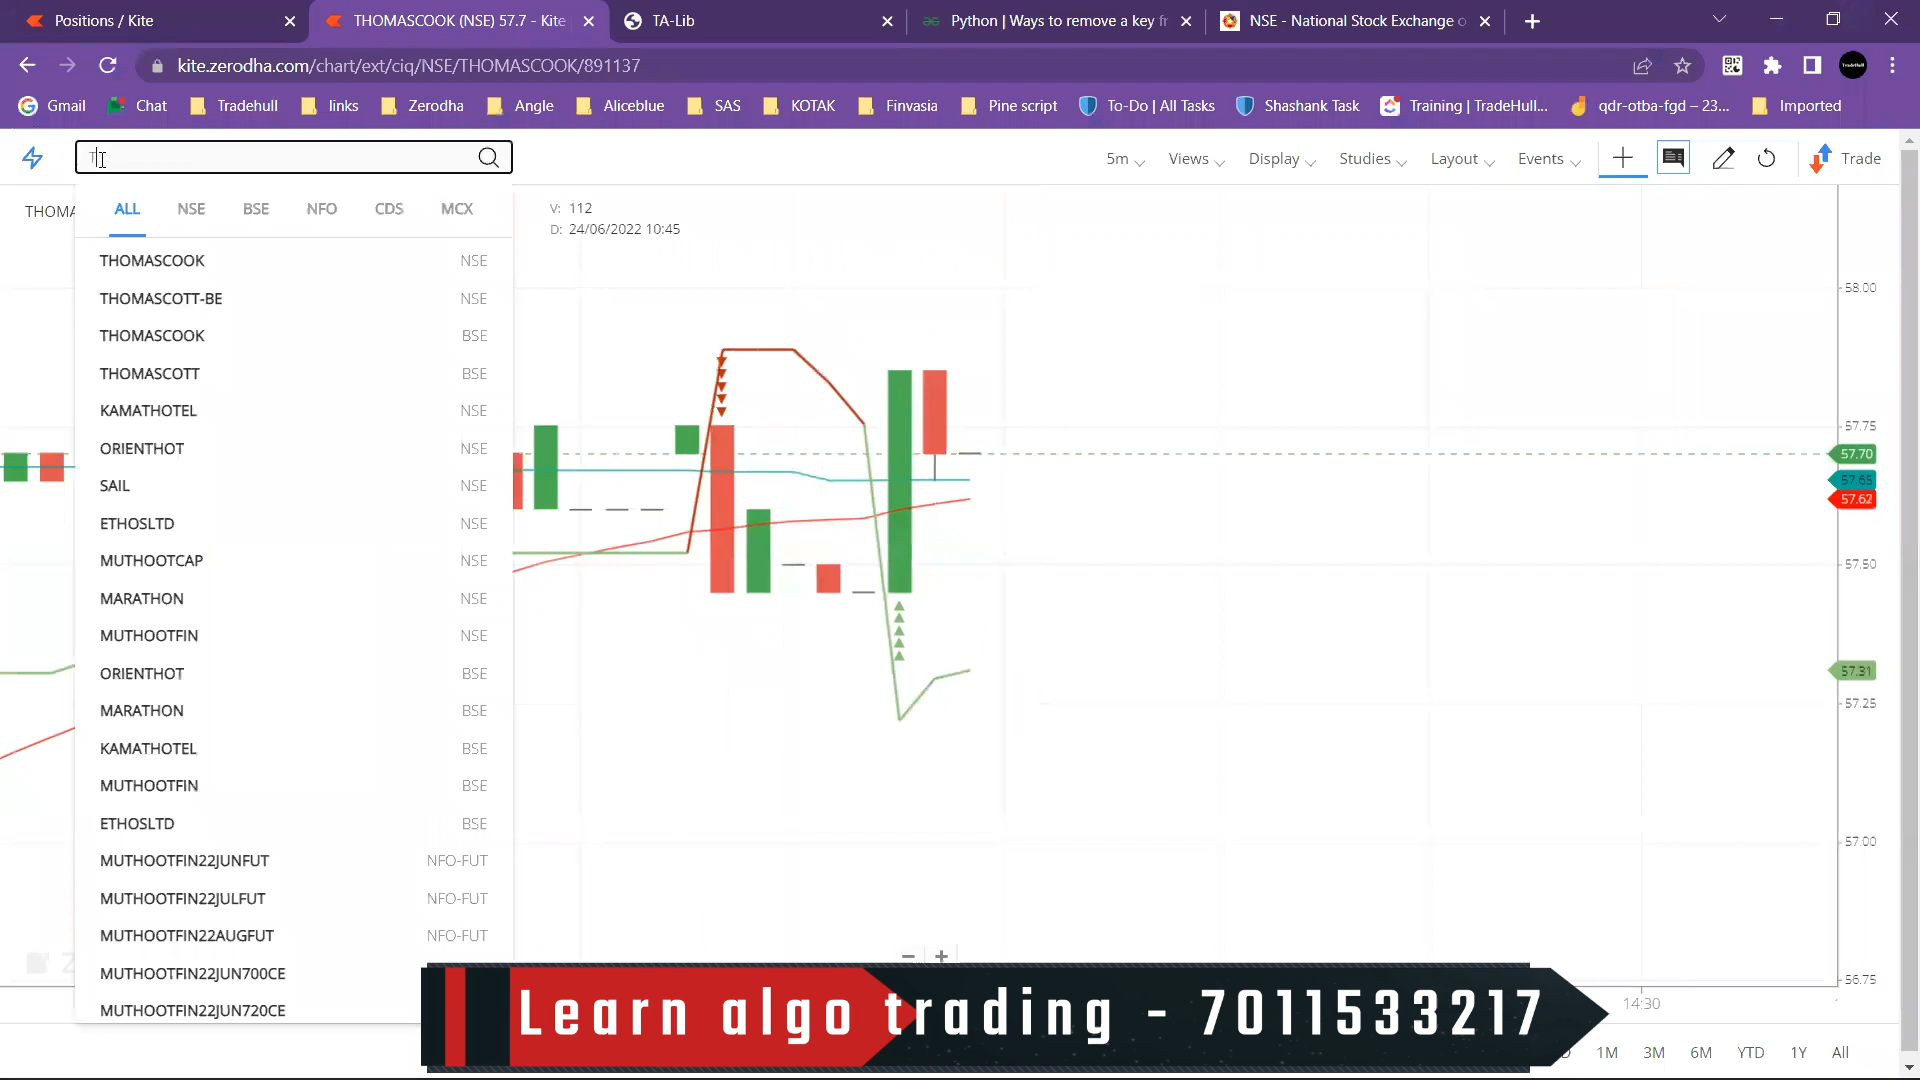 Positions / Kite
THOMASCOOK (NSE) 57.7 - Kite
TA-Lib
Python | Ways to remove a key fr
NSE - National Stock Exchange o
kite.zerodha.com/chart/ext/ciq/NSE/THOMASCOOK/891137
Gmail Chat Tradehull links Zerodha Angle Aliceblue SAS KOTAK Finvasia Pine script To-Do | All Tasks Shashank Task Training | TradeHull... qdr-otba-fgd – 23... Imported
T
5m Views Display Studies Layout Events Trade
THOMA
ALL NSE BSE NFO CDS MCX
V: 112
D: 24/06/2022 10:45
THOMASCOOK NSE
THOMASCOTT-BE NSE
THOMASCOOK BSE
THOMASCOTT BSE
KAMATHOTEL NSE
ORIENTHOT NSE
SAIL NSE
ETHOSLTD NSE
MUTHOOTCAP NSE
MARATHON NSE
MUTHOOTFIN NSE
ORIENTHOT BSE
MARATHON BSE
KAMATHOTEL BSE
MUTHOOTFIN BSE
ETHOSLTD BSE
MUTHOOTFIN22JUNFUT NFO-FUT
MUTHOOTFIN22JULFUT NFO-FUT
MUTHOOTFIN22AUGFUT NFO-FUT
MUTHOOTFIN22JUN700CE
MUTHOOTFIN22JUN720CE
58.00
57.75
57.70
57.65
57.62
57.50
57.31
57.25
57.00
56.75
14:30
Learn algo trading - 7011533217
1M 3M 6M YTD 1Y All